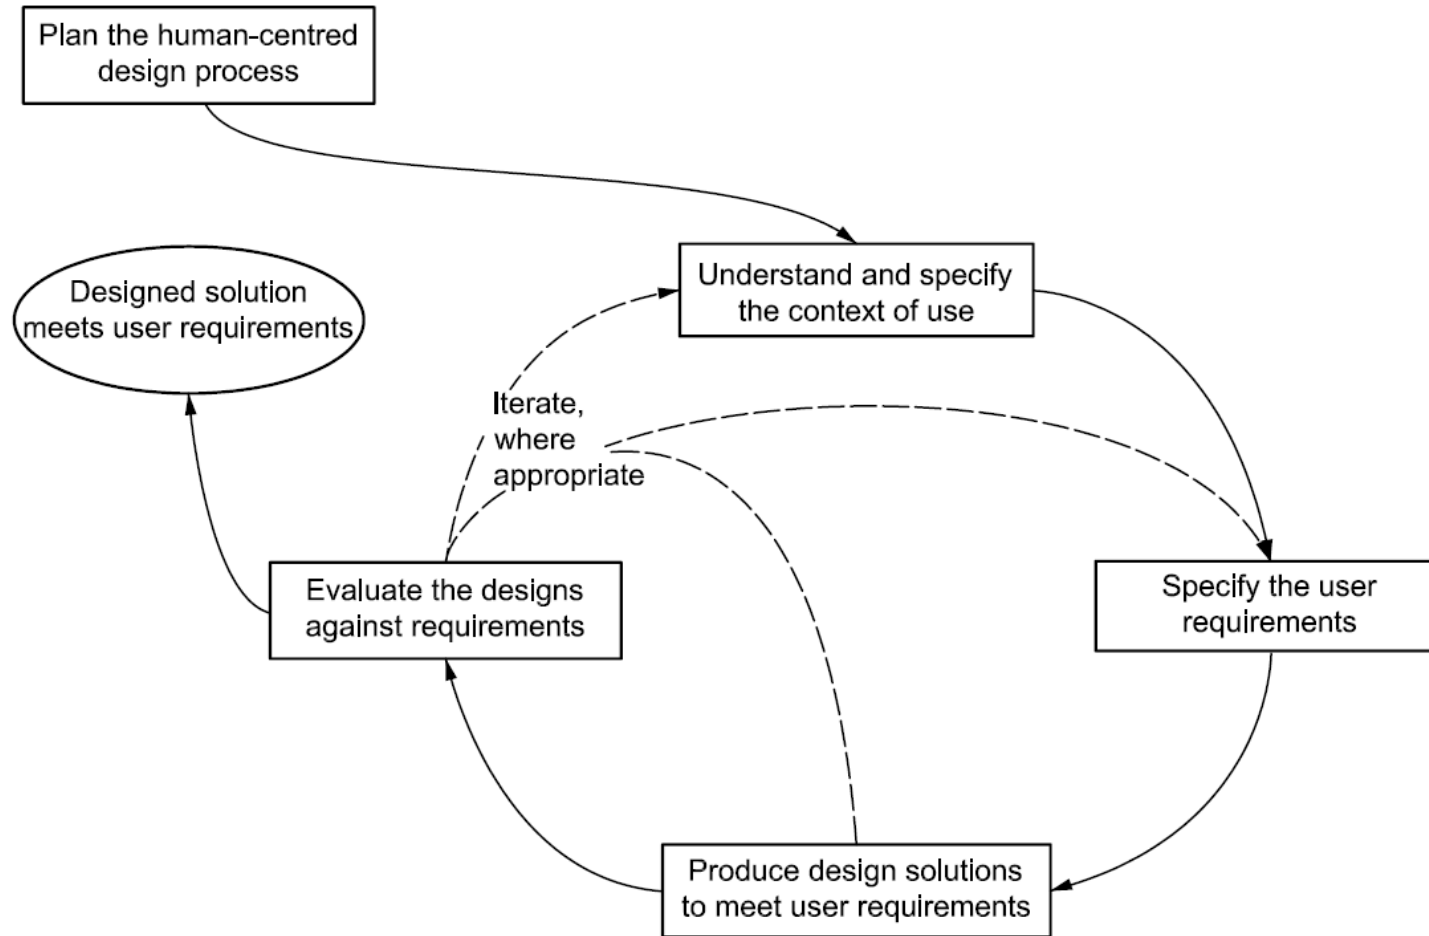 Plan the human-centred
design process
Understand and specify
the context of use
Designed solution
meets user requirements
Iterate,
where
appropriate
Evaluate the designs
against requirements
Specify the user
requirements
Produce design solutions
to meet user requirements